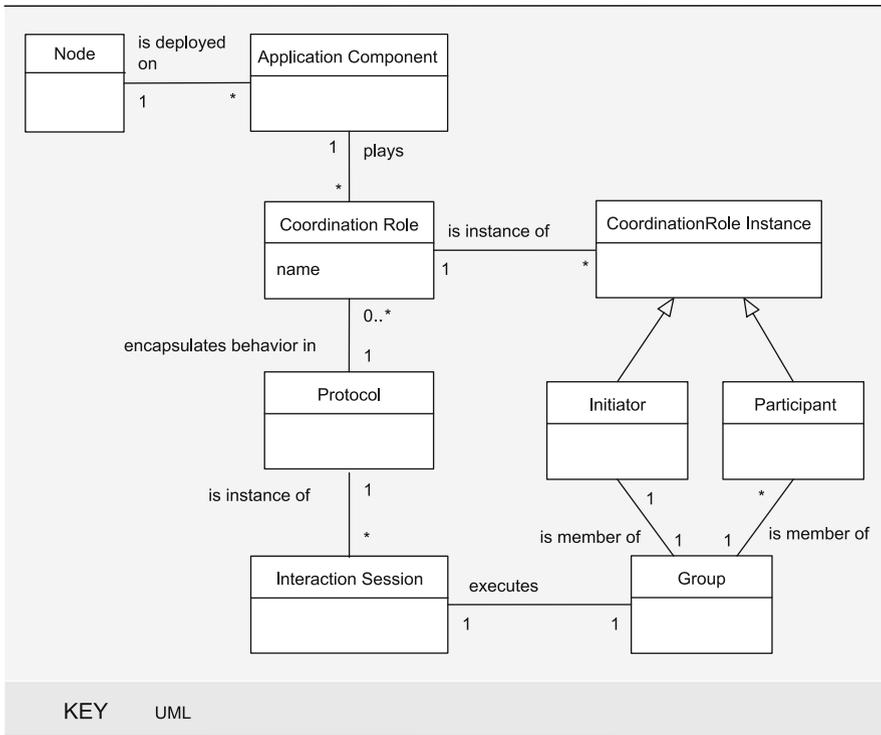 Node
is deployed
on
Application Component
1
*
1
plays
*
Coordination Role
is instance of
CoordinationRole Instance
name
1
*
0..*
encapsulates behavior in
1
Protocol
Initiator
Participant
is instance of
1
1
*
*
is member of
1
1
is member of
Interaction Session
executes
Group
1
1
KEY
UML